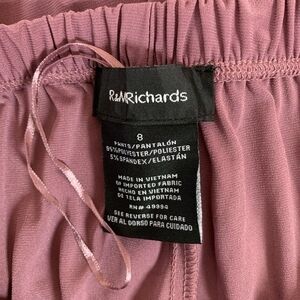 R&MRichards
8
PANTS/PANTALÓN
95%POLYESTER/POLIESTER
5%SPANDEX/ELASTÁN
MADE IN VIETNAM
OF IMPORTED FABRIC
HECHO EN VIETNAM
DE TELA IMPORTADA
RN# 49994
SEE REVERSE FOR CARE
VER AL DORSO PARA CUIDADO